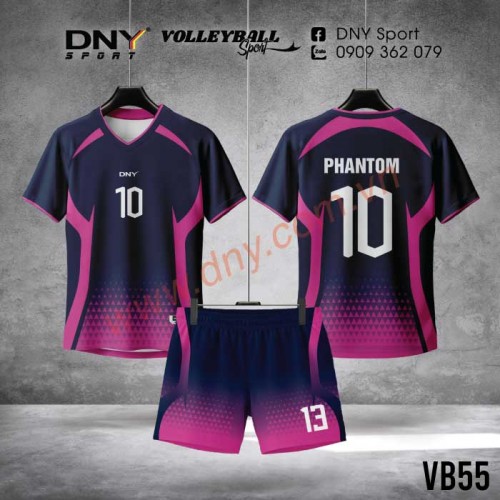 DNY
SPORT
VOLLEYBALL
Sport
DNY Sport
Zalo
0909 362 079
DNY
10
PHANTOM
10
www.dny.com.vn
13
VB55